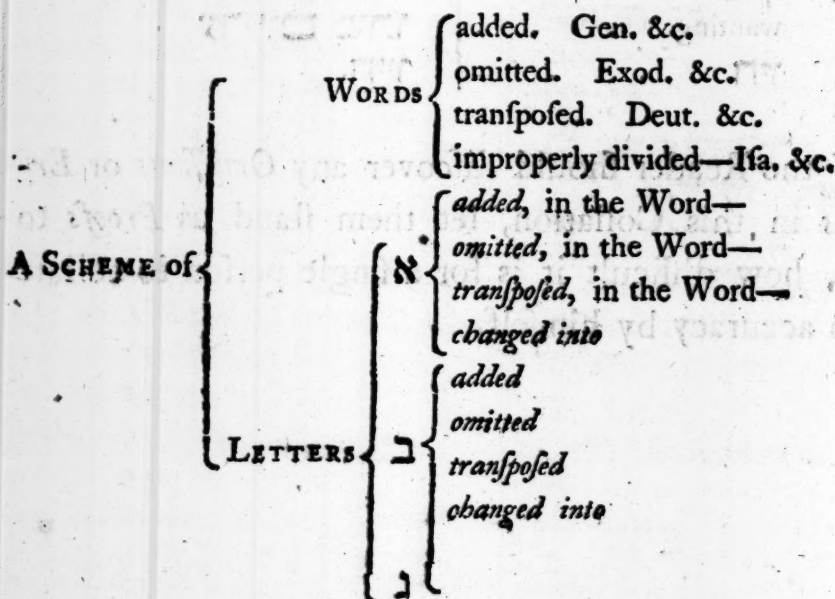 WORDS
added. Gen. &c.
omitted. Exod. &c.
tranſpoſed. Deut. &c.
improperly divided—Iſa. &c.
A SCHEME of
LETTERS
א
added, in the Word—
omitted, in the Word—
tranſpoſed, in the Word—
changed into
ב
added
omitted
tranſpoſed
changed into
ג